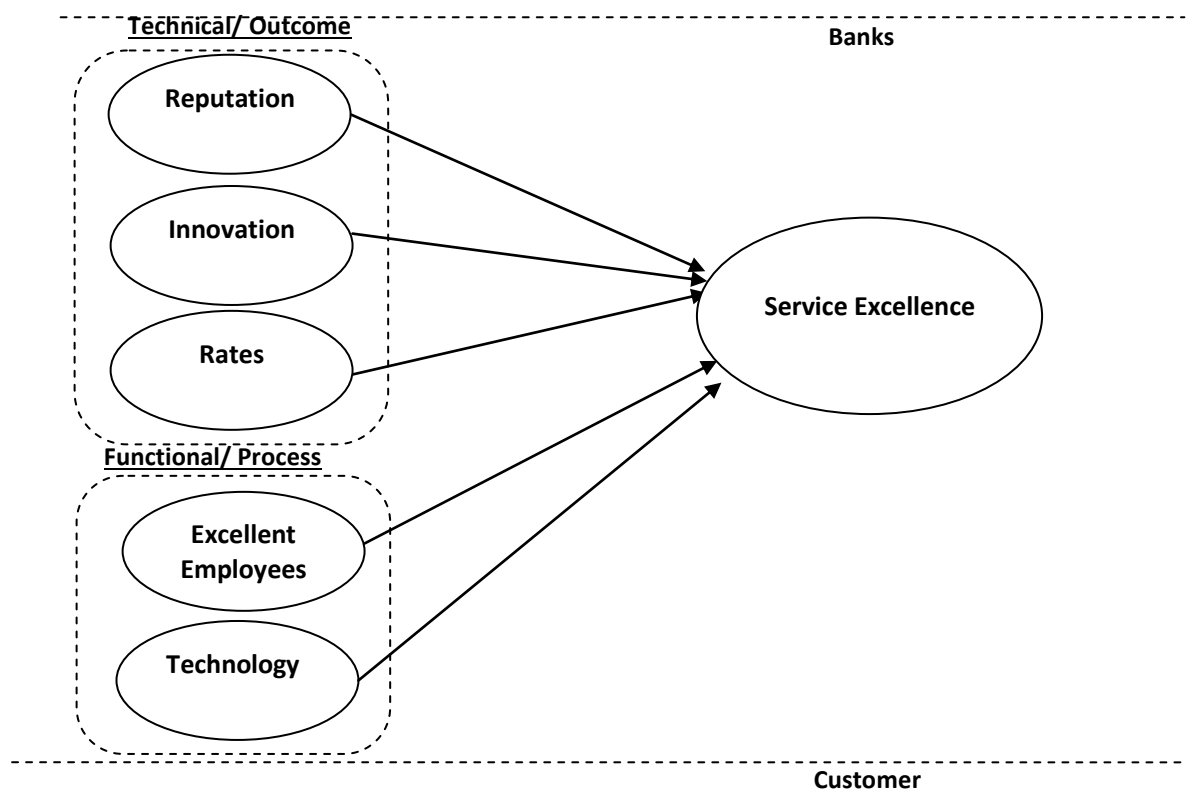 Technical/ Outcome
Banks
Reputation
Innovation
Rates
Service Excellence
Functional/ Process
Excellent
Employees
Technology
Customer